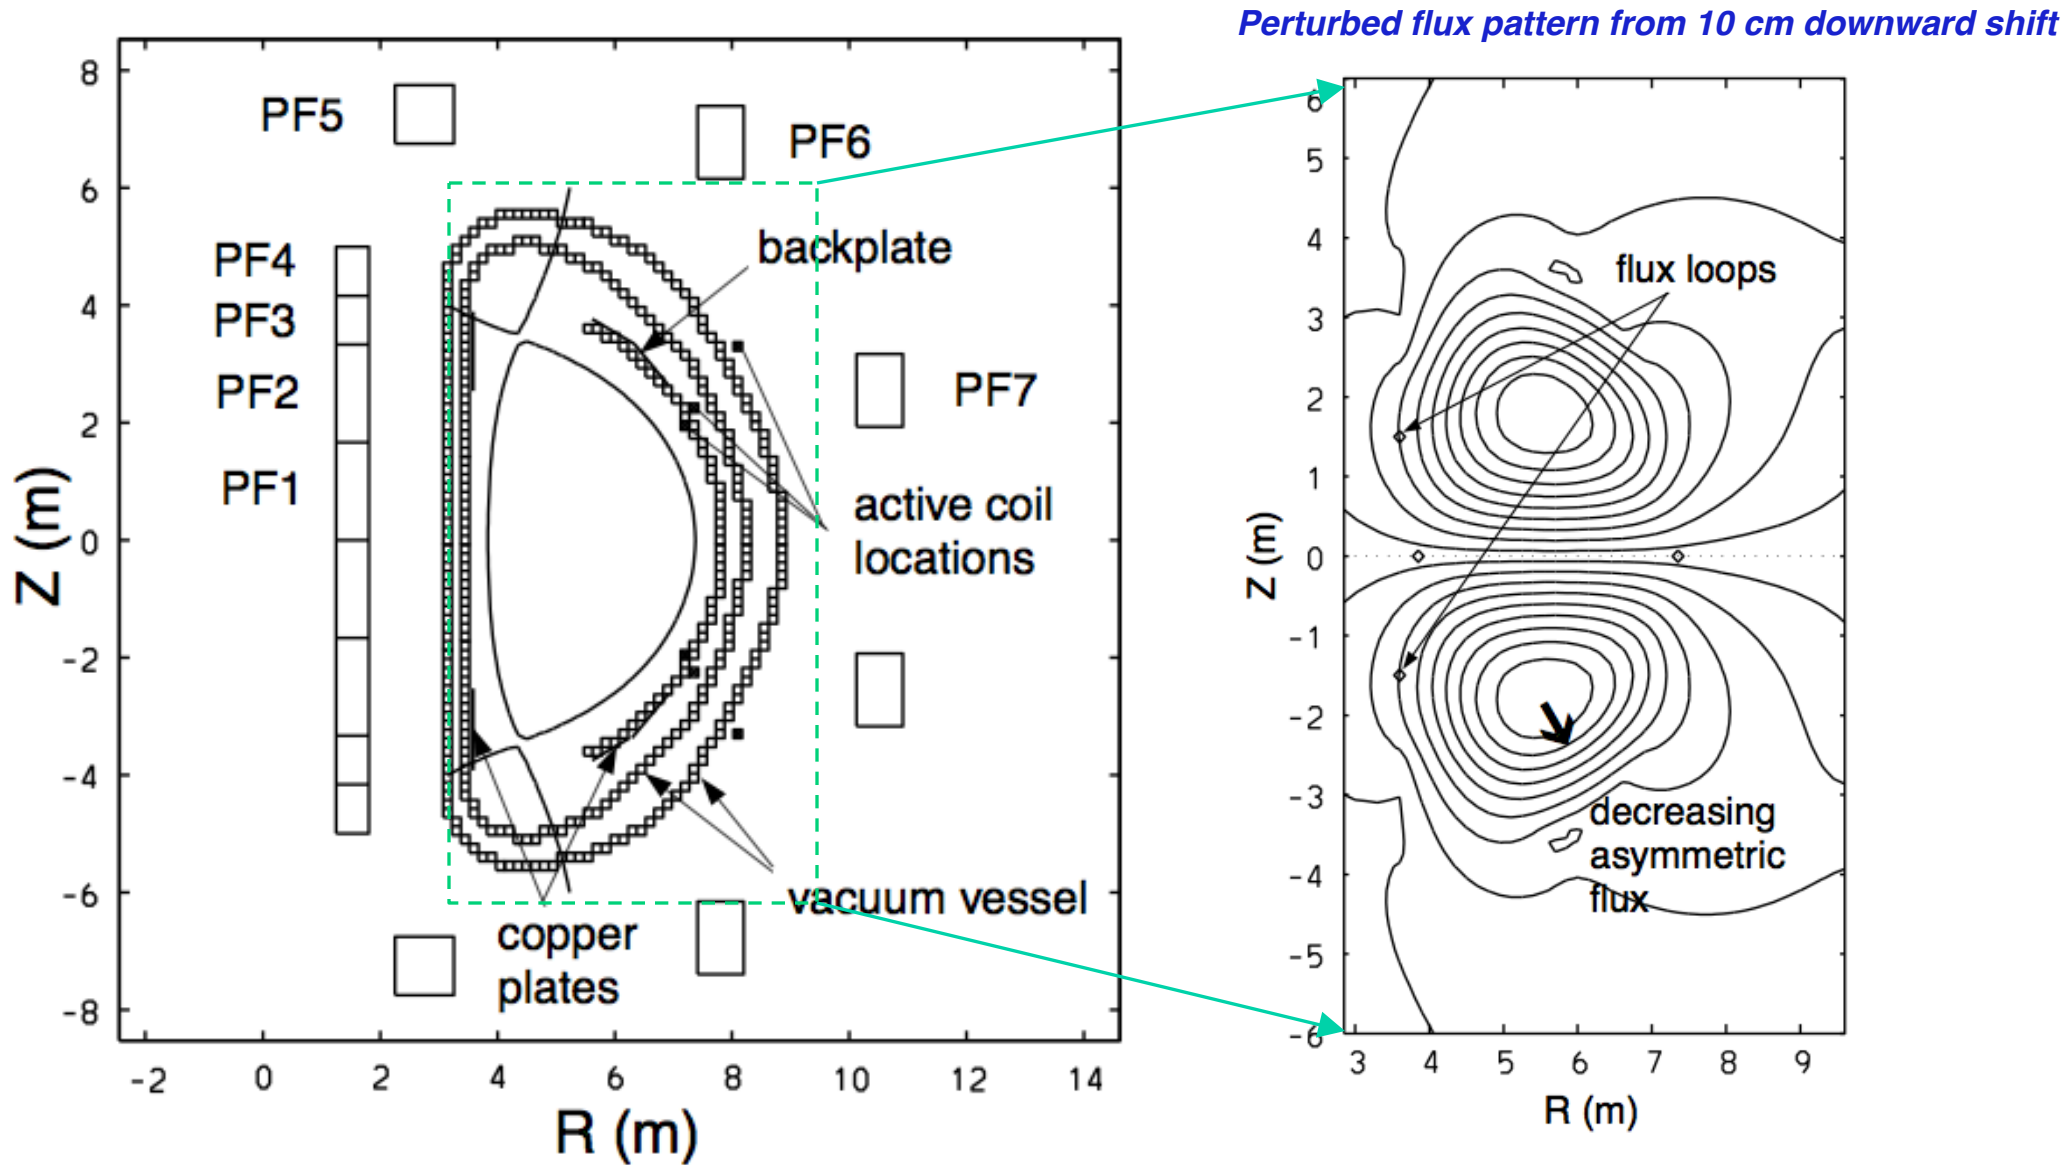 Perturbed flux pattern from 10 cm downward shift
8
6
4
2
0
-2
-4
-6
-8
Z (m)
-2
0
2
4
6
8
10
12
14
R (m)
PF5
PF6
PF4
PF3
PF2
PF1
PF7
backplate
active coil
locations
vacuum vessel
copper
plates
6
5
4
3
2
1
0
-1
-2
-3
-4
-5
-6
Z (m)
3
4
5
6
7
8
9
R (m)
flux loops
decreasing
asymmetric
flux